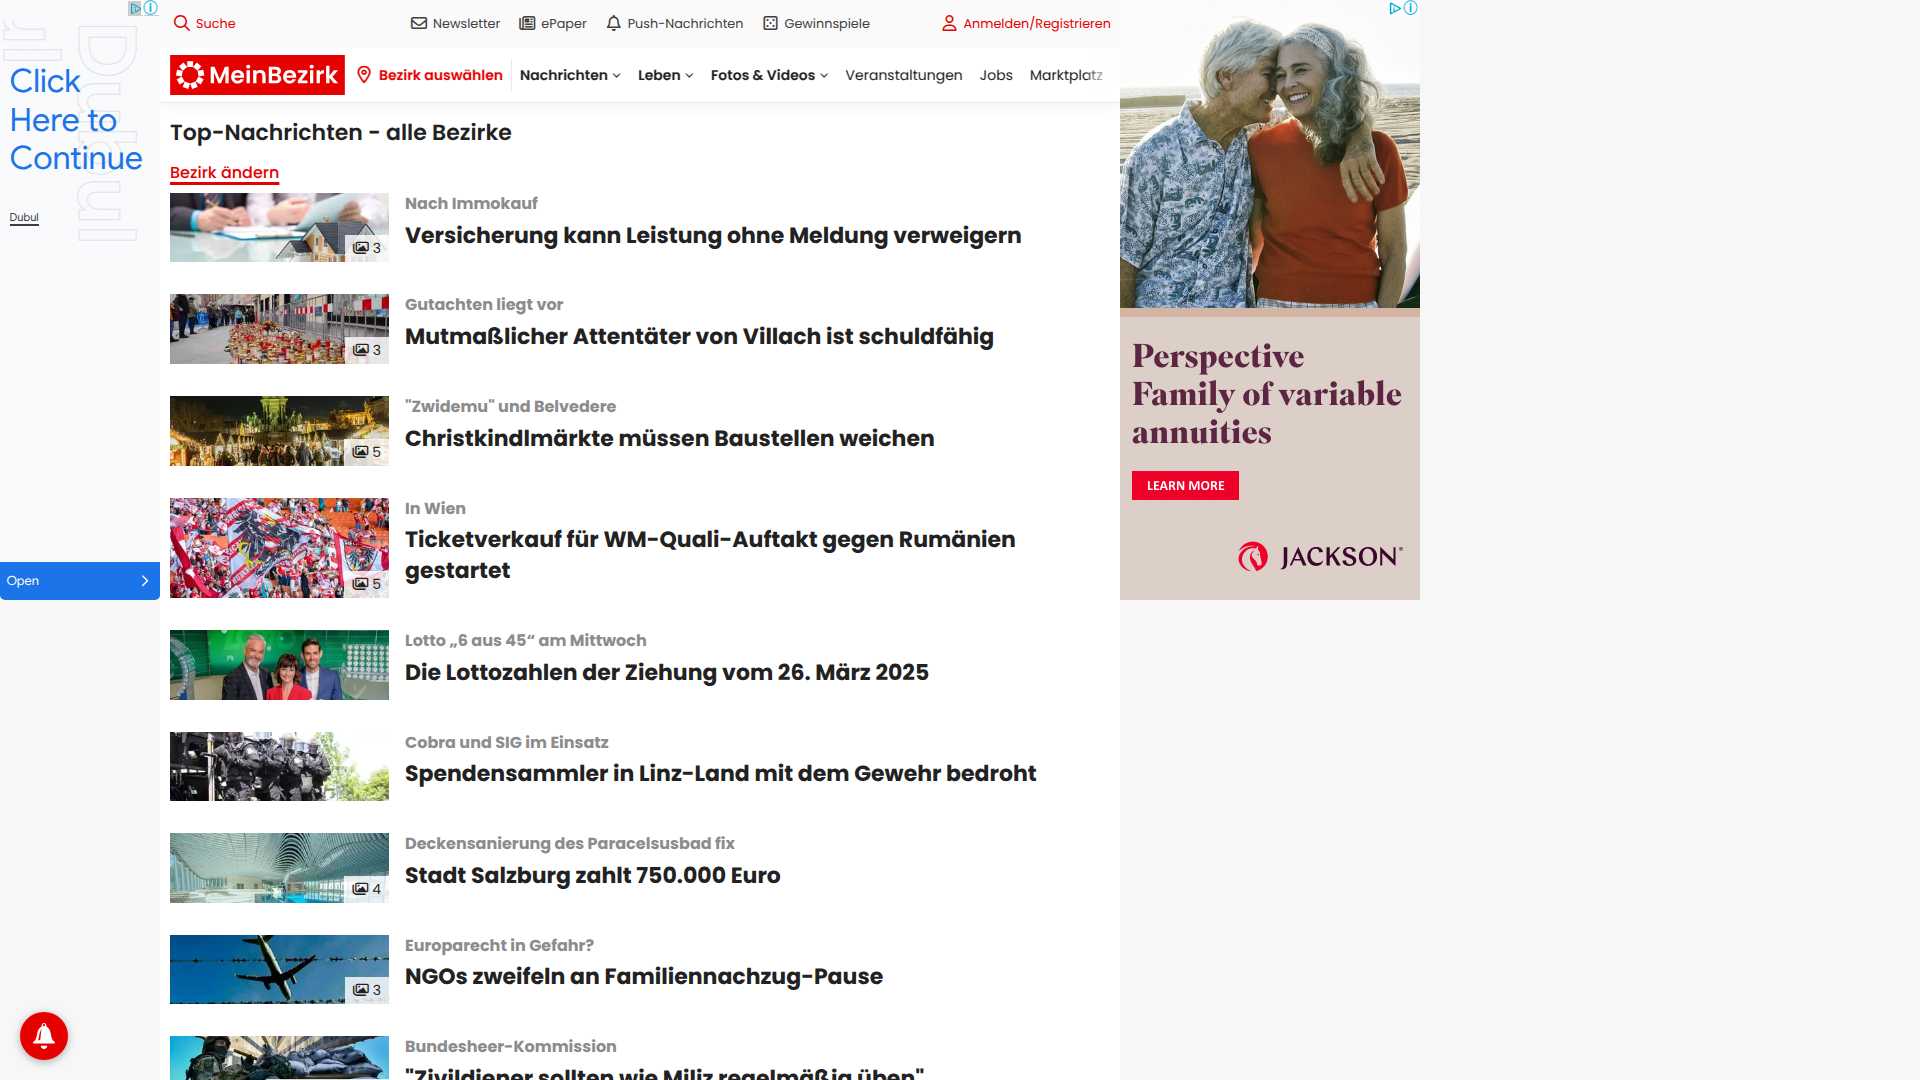 Suche
Newsletter
ePaper
Push-Nachrichten
Gewinnspiele
Anmelden/Registrieren
MeinBezirk
Bezirk auswählen
Nachrichten
Leben
Fotos & Videos
Veranstaltungen
Jobs
Marktplatz
Click
Here to
Continue
Dubul
Dubul
Open
Top-Nachrichten - alle Bezirke
Bezirk ändern
3
Nach Immokauf
Versicherung kann Leistung ohne Meldung verweigern
3
Gutachten liegt vor
Mutmaßlicher Attentäter von Villach ist schuldfähig
5
"Zwidemu" und Belvedere
Christkindlmärkte müssen Baustellen weichen
5
In Wien
Ticketverkauf für WM-Quali-Auftakt gegen Rumänien
gestartet
Lotto „6 aus 45“ am Mittwoch
Die Lottozahlen der Ziehung vom 26. März 2025
Cobra und SIG im Einsatz
Spendensammler in Linz-Land mit dem Gewehr bedroht
4
Deckensanierung des Paracelsusbad fix
Stadt Salzburg zahlt 750.000 Euro
3
Europarecht in Gefahr?
NGOs zweifeln an Familiennachzug-Pause
Bundesheer-Kommission
"Zivildiener sollten wie Miliz regelmäßig üben"
Perspective
Family of variable
annuities
LEARN MORE
JACKSON®